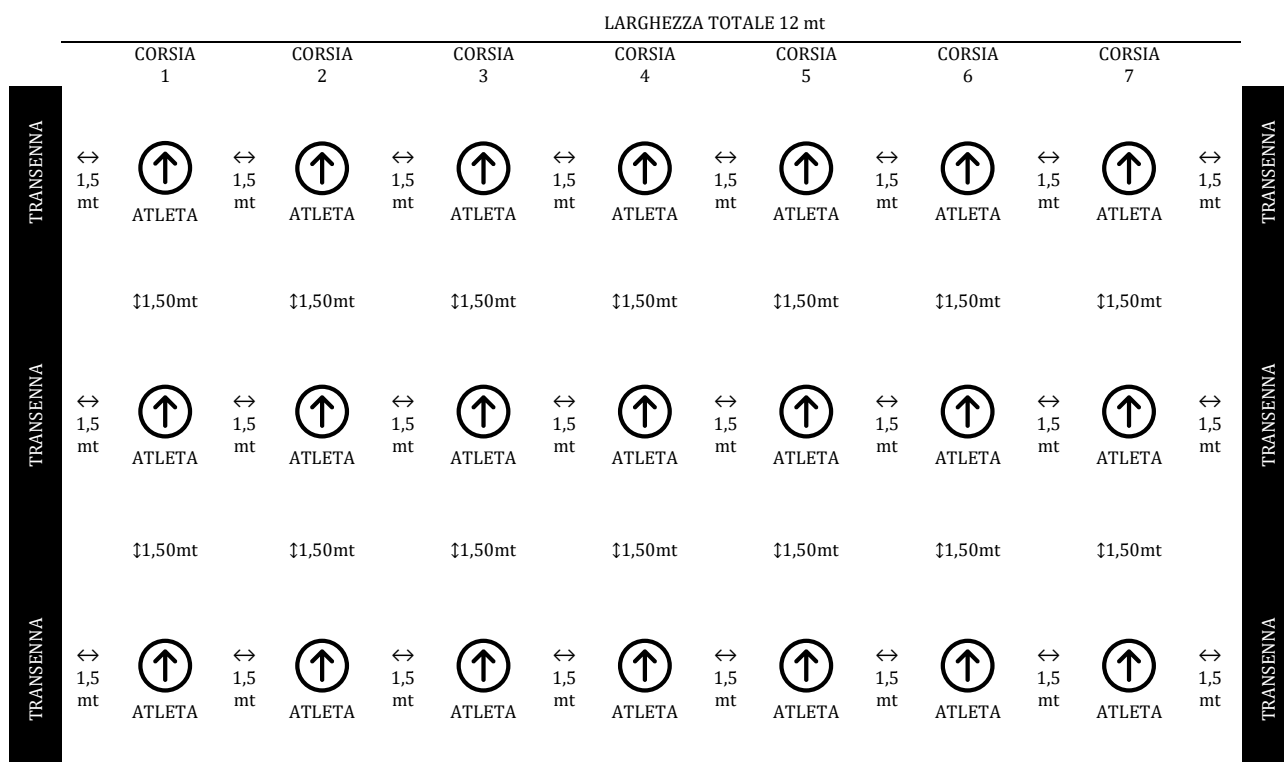 LARGHEZZA TOTALE 12 mt
CORSIA CORSIA CORSIA CORSIA CORSIA CORSIA CORSIA
1 2 3 4 5 6 7
TRANSENNA TRANSENNA
↔ ↔ ↔ ↔ ↔ ↔ ↔ ↔
1,5 1,5 1,5 1,5 1,5 1,5 1,5 1,5
mt mt mt mt mt mt mt mt
ATLETA ATLETA ATLETA ATLETA ATLETA ATLETA ATLETA
↕1,50mt ↕1,50mt ↕1,50mt ↕1,50mt ↕1,50mt ↕1,50mt ↕1,50mt
TRANSENNA TRANSENNA
↔ ↔ ↔ ↔ ↔ ↔ ↔ ↔
1,5 1,5 1,5 1,5 1,5 1,5 1,5 1,5
mt mt mt mt mt mt mt mt
ATLETA ATLETA ATLETA ATLETA ATLETA ATLETA ATLETA
↕1,50mt ↕1,50mt ↕1,50mt ↕1,50mt ↕1,50mt ↕1,50mt ↕1,50mt
TRANSENNA TRANSENNA
↔ ↔ ↔ ↔ ↔ ↔ ↔ ↔
1,5 1,5 1,5 1,5 1,5 1,5 1,5 1,5
mt mt mt mt mt mt mt mt
ATLETA ATLETA ATLETA ATLETA ATLETA ATLETA ATLETA